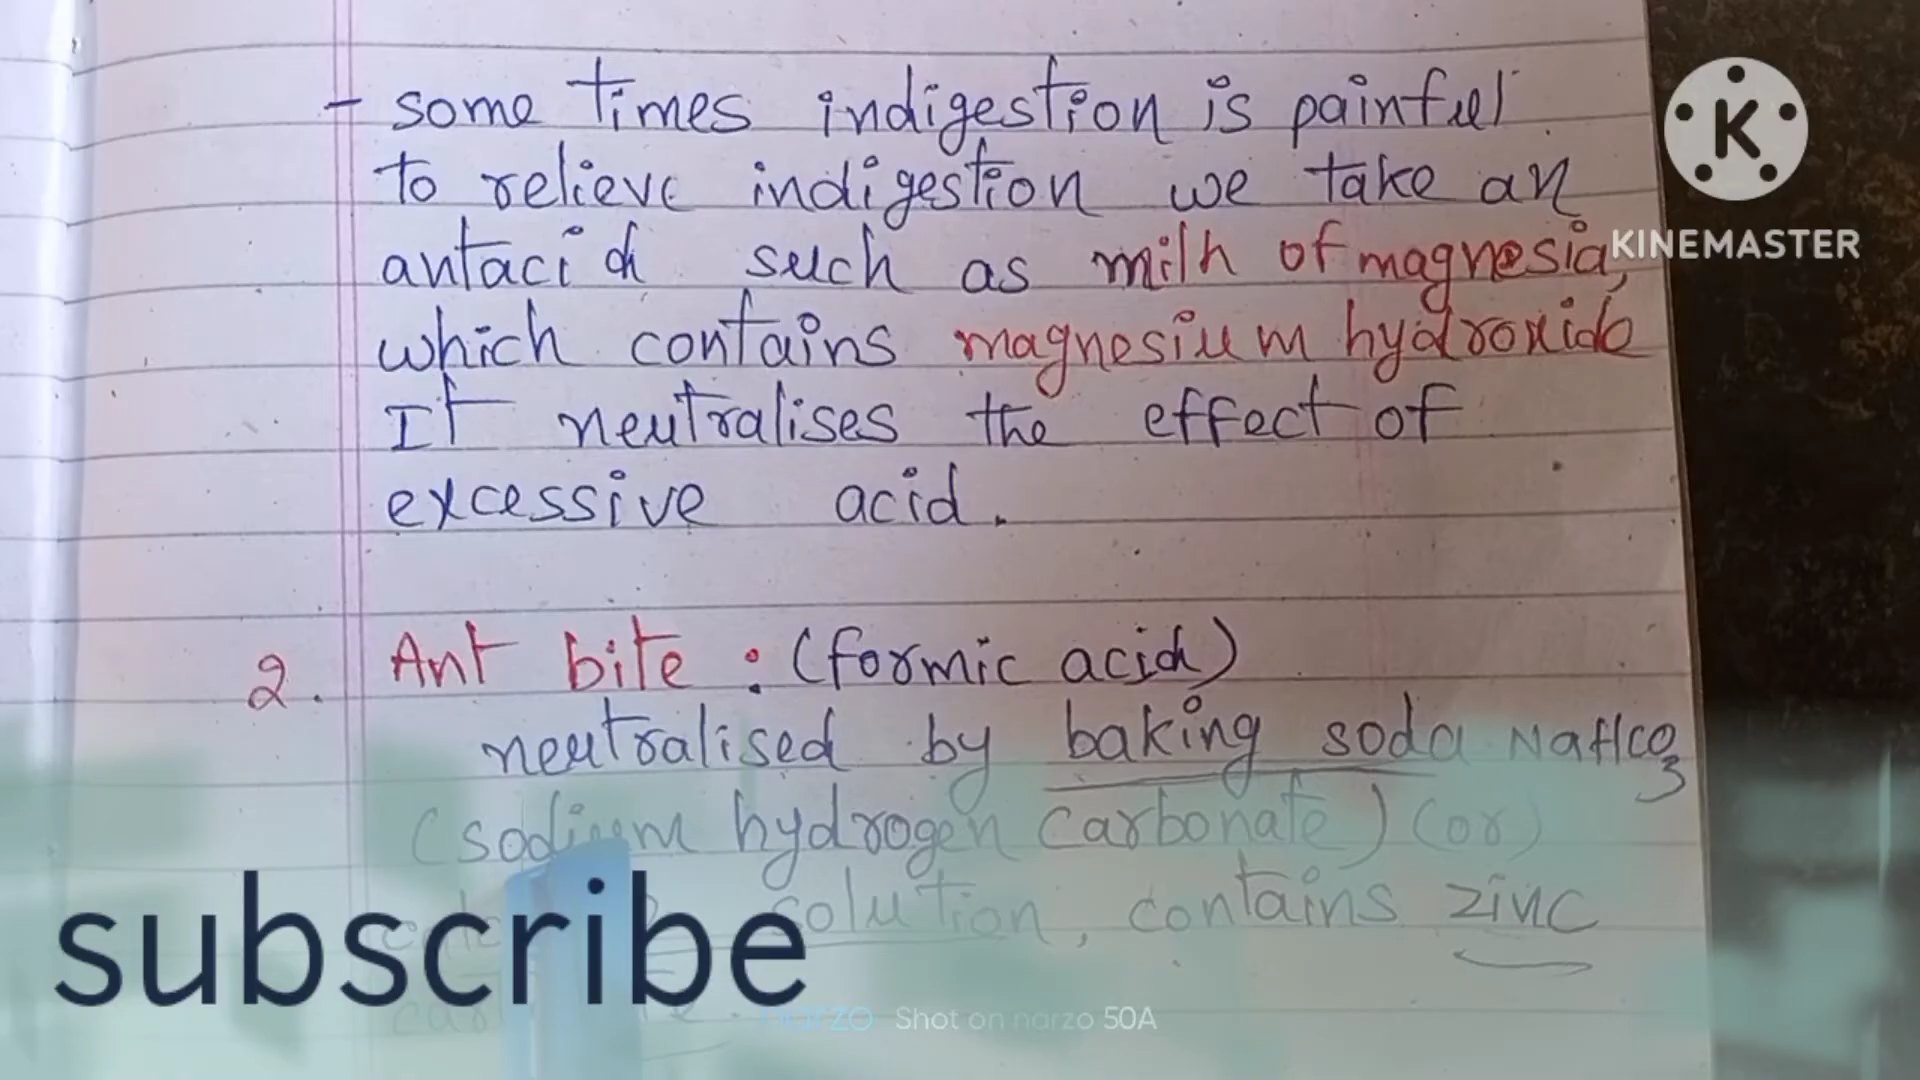 - some times indigestion is painful
to relieve indigestion we take an
antacid such as milk of magnesia,
which contains magnesium hydroxide
It neutralises the effect of
excessive acid.
2. Ant bite : (formic acid)
neutralised by baking soda NaHCO3
(sodium hydrogen carbonate) (or)
solution, contains zinc
K
KINEMASTER
subscribe
narzo Shot on narzo 50A